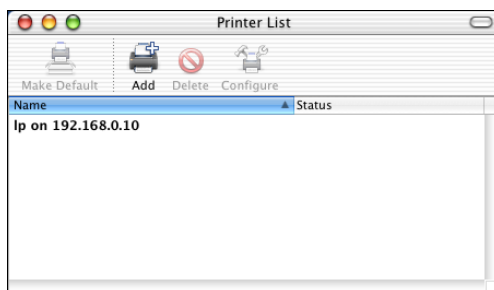 Printer List
Make Default Add Delete Configure
Name Status
lp on 192.168.0.10